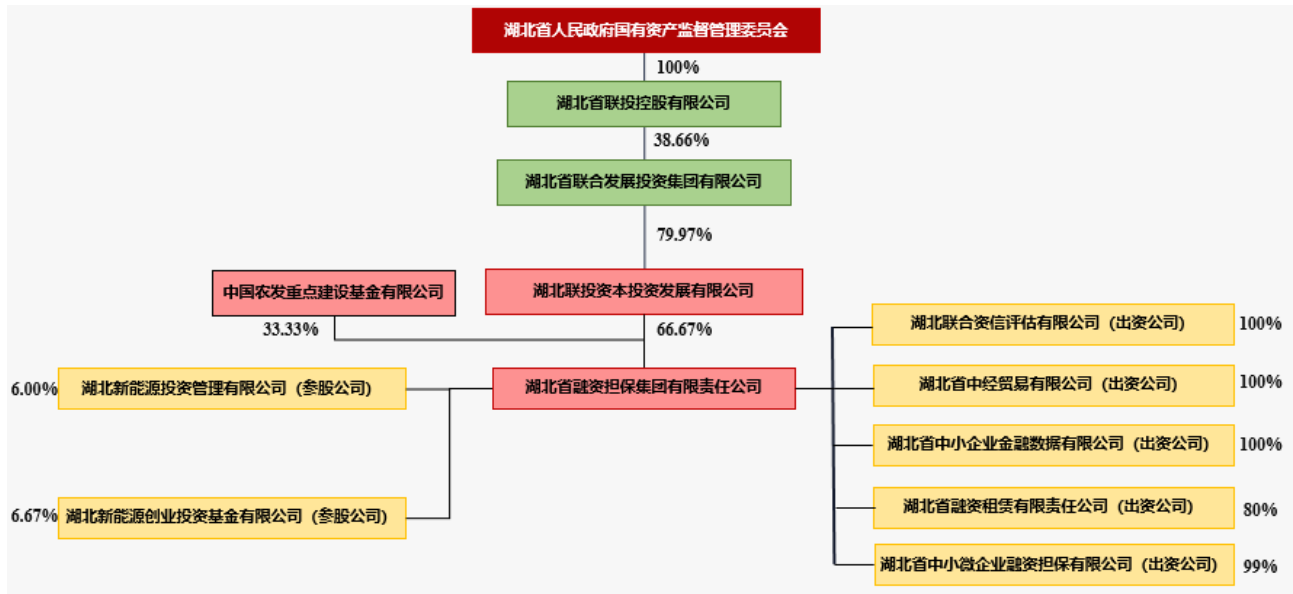 湖北省人民政府国有资产监督管理委员会
100%
湖北省联投控股有限公司
38.66%
湖北省联合发展投资集团有限公司
79.97%
中国农发重点建设基金有限公司
湖北联投资本投资发展有限公司
33.33%
66.67%
湖北联合资信评估有限公司（出资公司） 100%
6.00% 湖北新能源投资管理有限公司（参股公司）
湖北省融资担保集团有限责任公司
湖北省中经贸易有限公司（出资公司） 100%
湖北省中小企业金融数据有限公司（出资公司） 100%
6.67% 湖北新能源创业投资基金有限公司（参股公司）
湖北省融资租赁有限责任公司（出资公司） 80%
湖北省中小微企业融资担保有限公司（出资公司） 99%